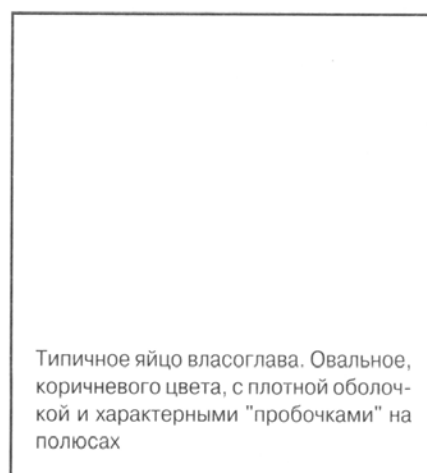 Типичное яйцо власоглава. Овальное,
коричневого цвета, с плотной оболоч-
кой и характерными "пробочками" на
полюсах